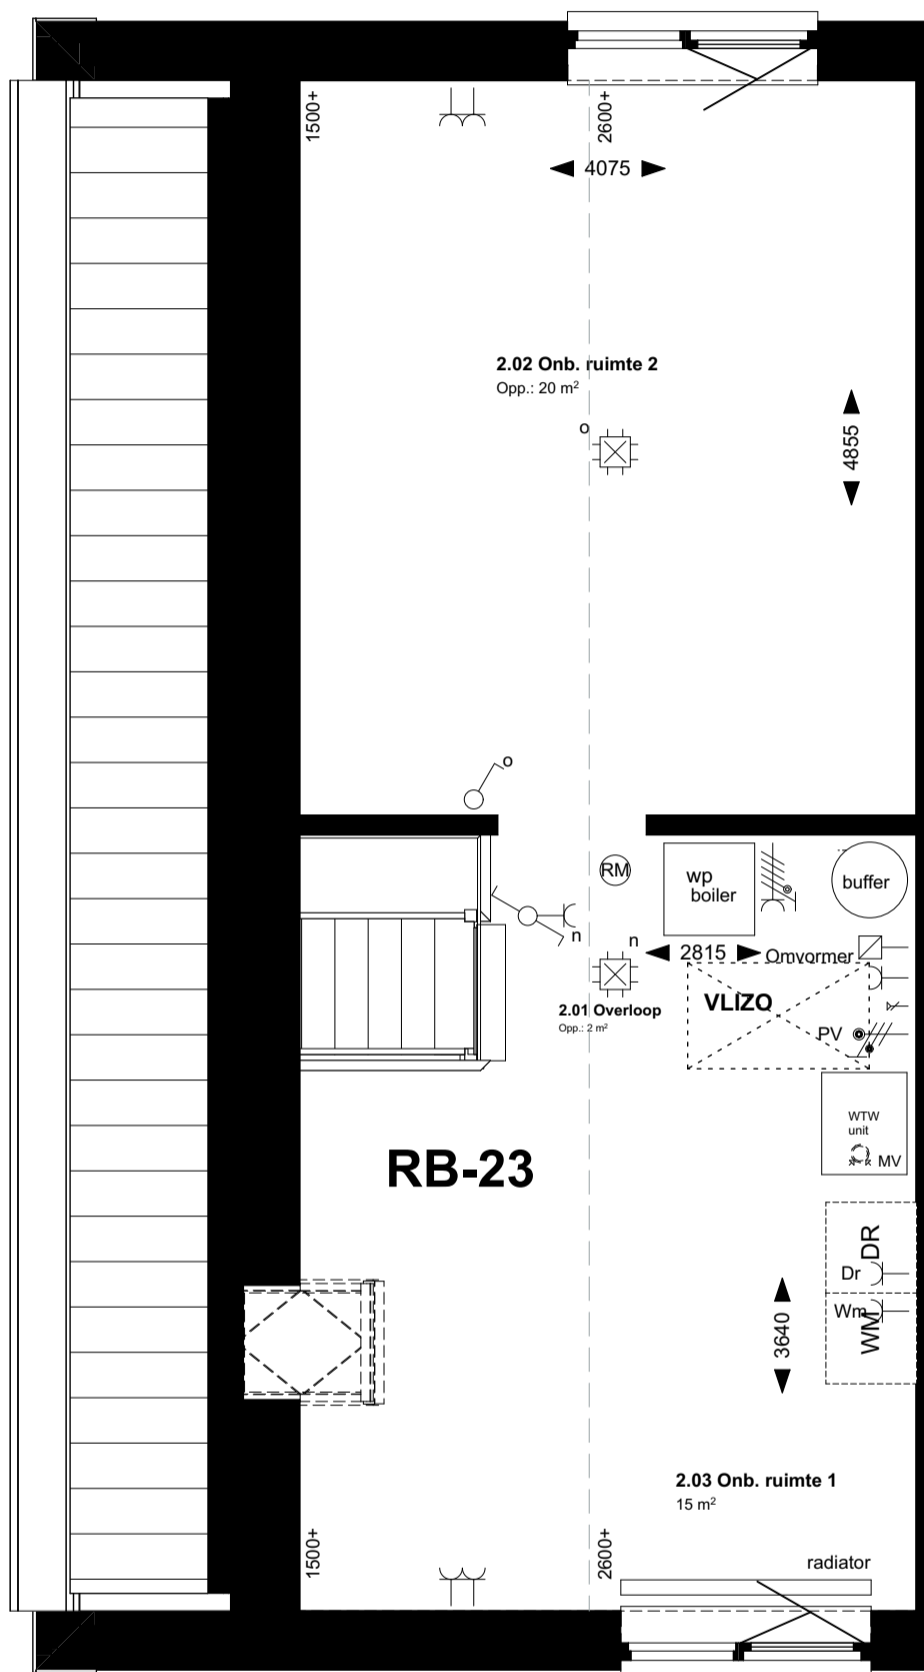 1500+
2600+
4075
2.02 Onb. ruimte 2
Opp.: 20 m²
o
4855
o
RM
wp
boiler
buffer
n
n
2815
Omvormer
VLIZO
2.01 Overloop
Opp.: 2 m²
PV
WTW
unit
MV
RB-23
DR
Dr
Wm
WM
3640
2.03 Onb. ruimte 1
15 m²
1500+
2600+
radiator